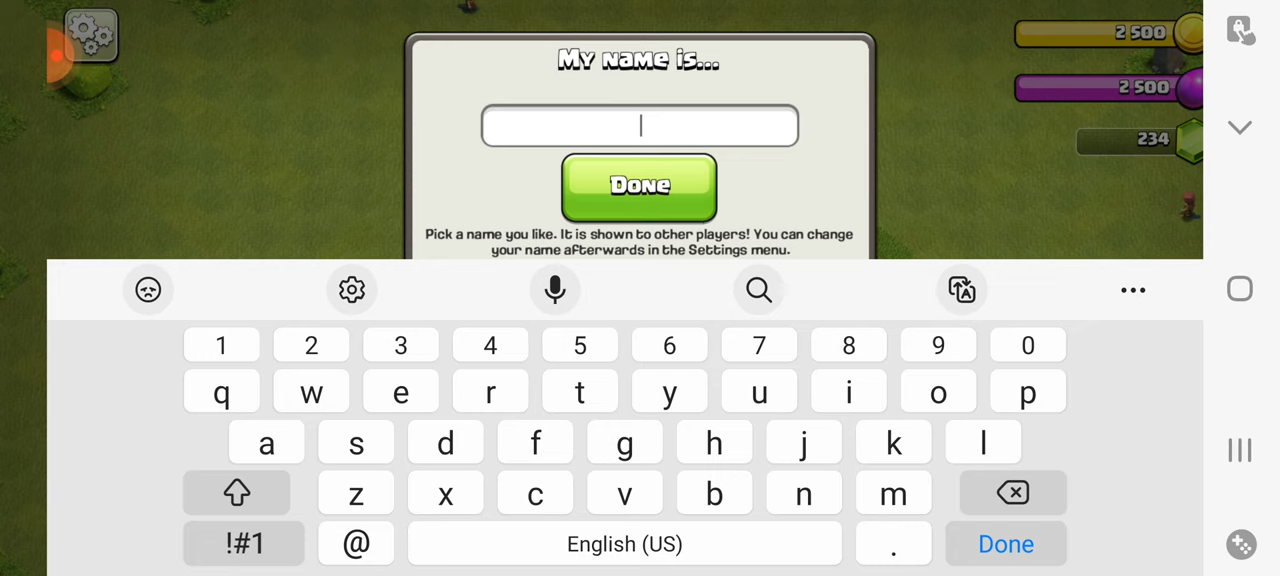 2 500
My name is...
2 500
234
Done
Pick a name you like. It is shown to other players! You can change
your name afterwards in the Settings menu.
1 2 3 4 5 6 7 8 9 0
q w e r t y u i o p
a s d f g h j k l
z x c v b n m
!#1 @ English (US) . Done